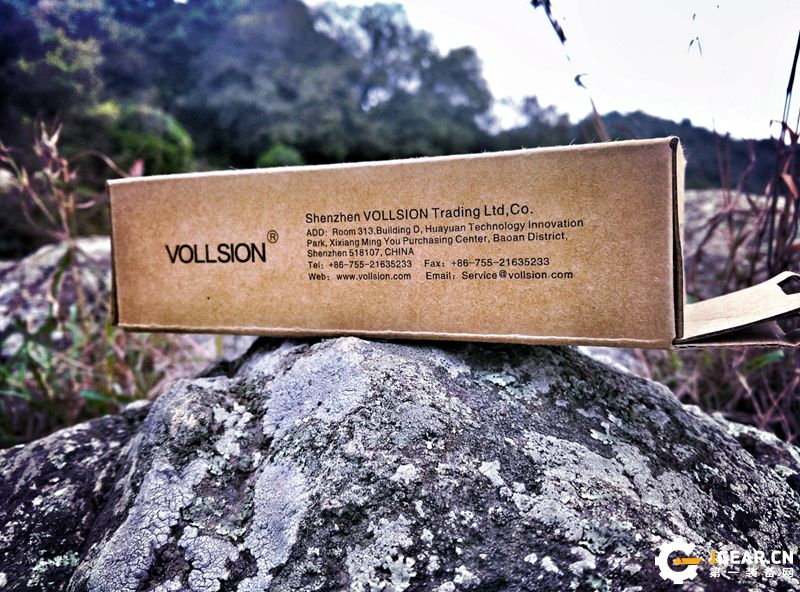 VOLLSION®
Shenzhen VOLLSION Trading Ltd,Co.
ADD: Room 313,Building D, Huayuan Technology Innovation
Park, Xixiang Ming You Purchasing Center, Baoan District,
Shenzhen 518107, CHINA
Tel: +86-755-21635233 Fax: +86-755-21635233
Web: www.vollsion.com Email: Service@vollsion.com
iGEAR.CN
第一装备网